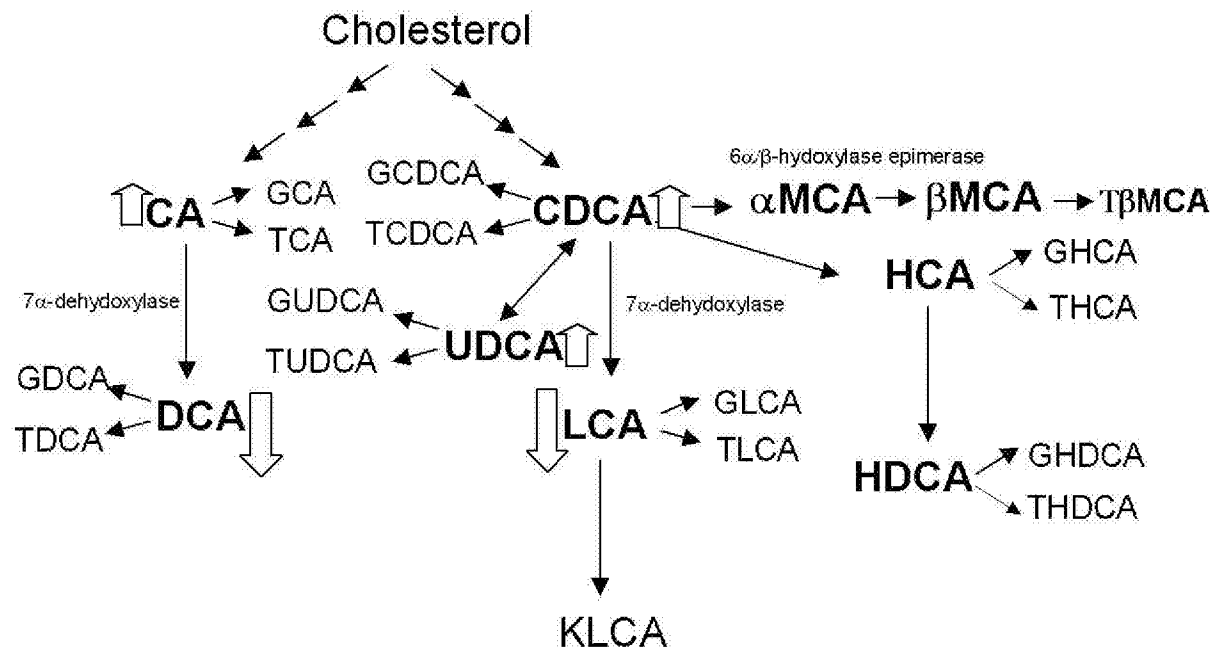 Cholesterol
6α/β-hydoxylase epimerase
GCDCA
GCA
CA
CDCA
αMCA
βMCA
TβMCA
TCA
TCDCA
GHCA
HCA
THCA
7α-dehydoxylase
GUDCA
7α-dehydoxylase
UDCA
TUDCA
GDCA
DCA
TDCA
GLCA
LCA
TLCA
GHDCA
HDCA
THDCA
KLCA